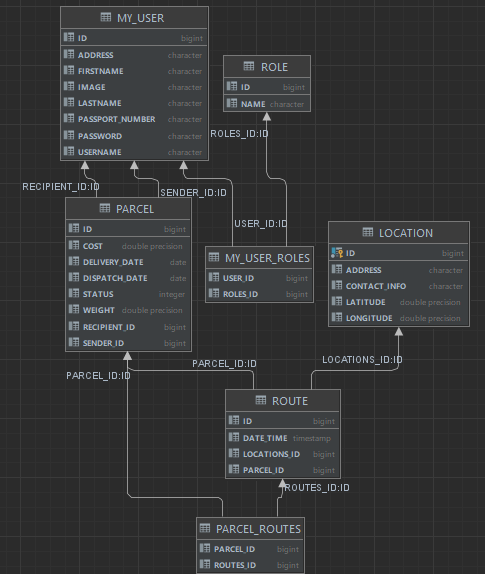 MY_USER
ID bigint
ADDRESS character
FIRSTNAME character
IMAGE character
LASTNAME character
PASSPORT_NUMBER character
PASSWORD character
USERNAME character
ROLE
ID bigint
NAME character
ROLES_ID:ID
RECIPIENT_ID:ID
SENDER_ID:ID
USER_ID:ID
PARCEL
ID bigint
COST double precision
DELIVERY_DATE date
DISPATCH_DATE date
STATUS integer
WEIGHT double precision
RECIPIENT_ID bigint
SENDER_ID bigint
MY_USER_ROLES
USER_ID bigint
ROLES_ID bigint
LOCATION
ID bigint
ADDRESS character
CONTACT_INFO character
LATITUDE double precision
LONGITUDE double precision
PARCEL_ID:ID
PARCEL_ID:ID
LOCATIONS_ID:ID
ROUTE
ID bigint
DATE_TIME timestamp
LOCATIONS_ID bigint
PARCEL_ID bigint
ROUTES_ID:ID
PARCEL_ROUTES
PARCEL_ID bigint
ROUTES_ID bigint